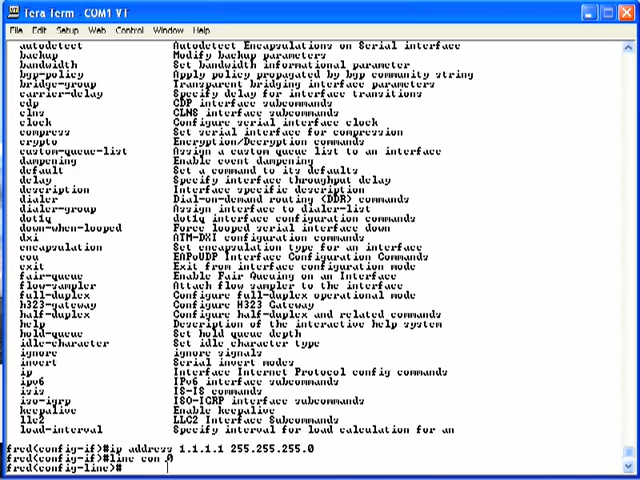 Tera Term - COM1 VT
File Edit Setup Web Control Window Help
autodetect Autodetect Encapsulations on Serial interface
backup Modify backup parameters
bandwidth Set bandwidth informational parameter
bgp-policy Apply policy propagated by bgp community string
bridge-group Transparent bridging interface parameters
carrier-delay Specify delay for interface transitions
cdp CDP interface subcommands
clns CLNS interface subcommands
clock Configure serial interface clock
compress Set serial interface for compression
crypto Encryption/Decryption commands
custom-queue-list Assign a custom queue list to an interface
dampening Enable event dampening
default Set a command to its defaults
delay Specify interface throughput delay
description Interface specific description
dialer Dial-on-demand routing (DDR) commands
dialer-group Assign interface to dialer-list
dot1q dot1q interface configuration commands
down-when-looped Force looped serial interface down
dxi ATM-DXI configuration commands
encapsulation Set encapsulation type for an interface
eou EAPoUDP Interface Configuration Commands
exit Exit from interface configuration mode
fair-queue Enable Fair Queuing on an Interface
flow-sampler Attach flow sampler to the interface
full-duplex Configure full-duplex operational mode
h323-gateway Configure H323 Gateway
half-duplex Configure half-duplex and related commands
help Description of the interactive help system
hold-queue Set hold queue depth
idle-character Set idle character type
ignore ignore signals
invert Serial invert modes
ip Interface Internet Protocol config commands
ipv6 IPv6 interface subcommands
isis IS-IS commands
iso-igrp ISO-IGRP interface subcommands
keepalive Enable keepalive
llc2 LLC2 Interface Subcommands
load-interval Specify interval for load calculation for an
fred(config-if)#ip address 1.1.1.1 255.255.255.0
fred(config-if)#line con 0
fred(config-line)#